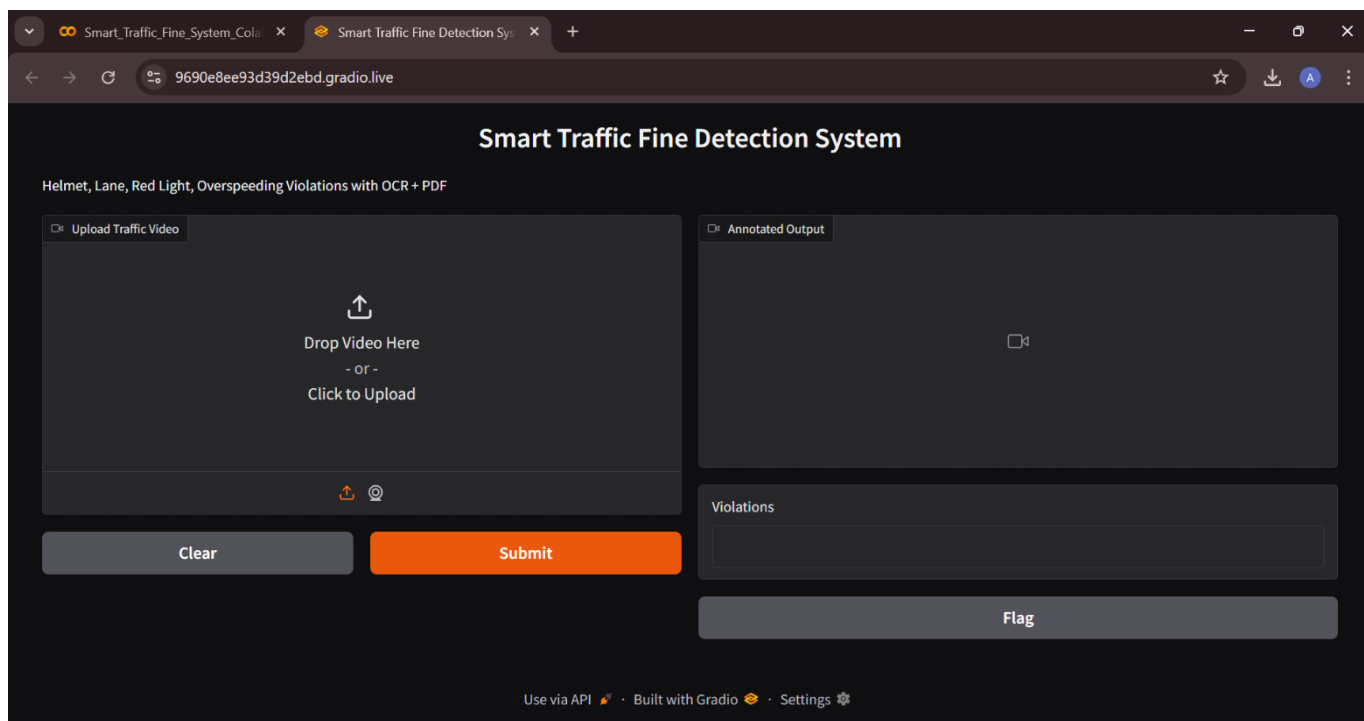 Smart_Traffic_Fine_System_Cola
Smart Traffic Fine Detection Sys
9690e8ee93d39d2ebd.gradio.live
A
Smart Traffic Fine Detection System
Helmet, Lane, Red Light, Overspeeding Violations with OCR + PDF
Upload Traffic Video
Drop Video Here
- or -
Click to Upload
Clear
Submit
Annotated Output
Violations
Flag
Use via API · Built with Gradio · Settings